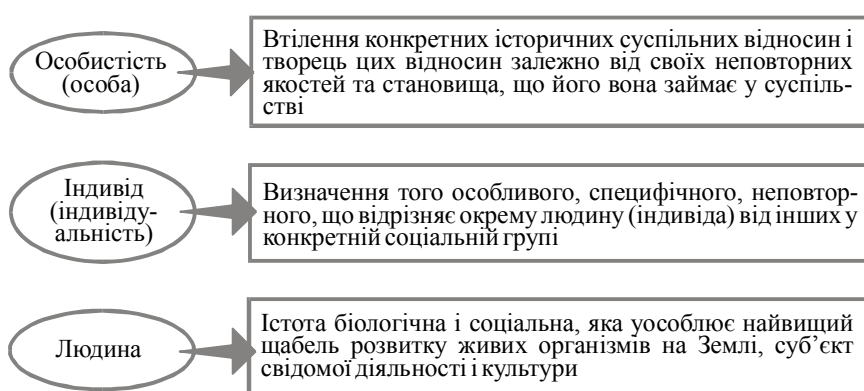 Особистість
(особа)
Втілення конкретних історичних суспільних відносин і
творець цих відносин залежно від своїх неповторних
якостей та становища, що його вона займає у суспіль-
стві
Індивід
(індивіду-
альність)
Визначення того особливого, специфічного, неповтор-
ного, що відрізняє окрему людину (індивіда) від інших у
конкретній соціальній групі
Людина
Істота біологічна і соціальна, яка уособлює найвищий
щабель розвитку живих організмів на Землі, суб’єкт
свідомої діяльності і культури